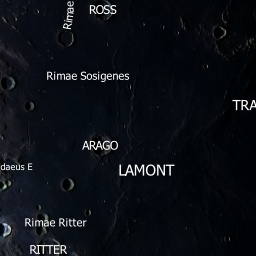 Rimae
ROSS
Rimae Sosigenes
TRA
ARAGO
LAMONT
daeus E
Rimae Ritter
RITTER